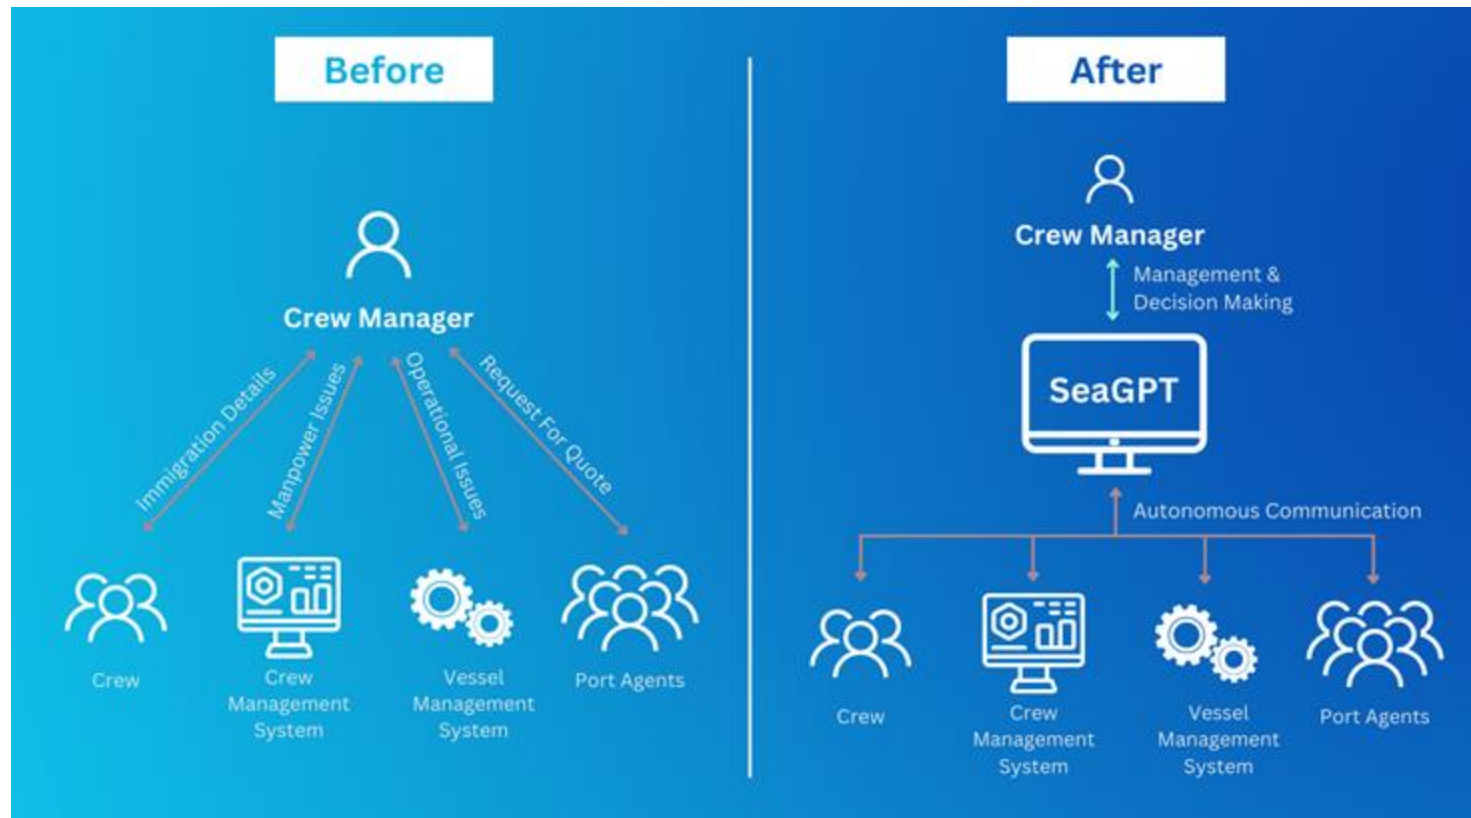 Before
Crew Manager
Immigration Details
Manpower Issues
Operational Issues
Request For Quote
Crew
Crew
Management
System
Vessel
Management
System
Port Agents
After
Crew Manager
Management &
Decision Making
SeaGPT
Autonomous Communication
Crew
Crew
Management
System
Vessel
Management
System
Port Agents